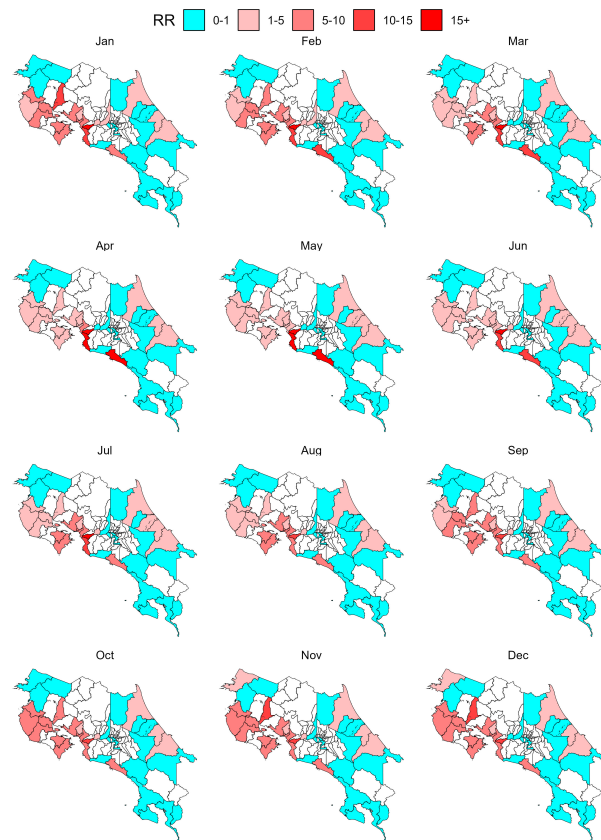 RR 0-1 1-5 5-10 10-15 15+
Jan Feb Mar
Apr May Jun
Jul Aug Sep
Oct Nov Dec